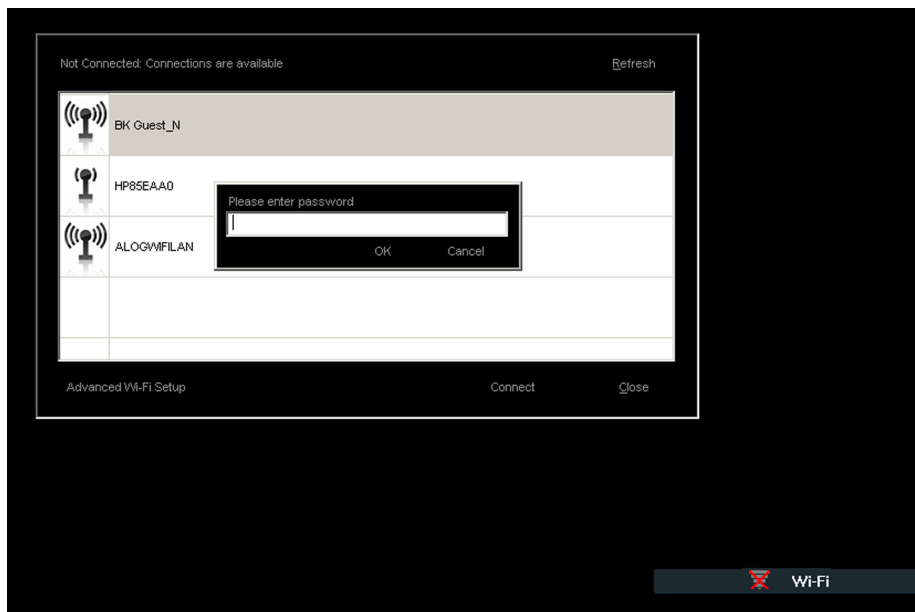 Not Connected: Connections are available
Refresh
BK Guest_N
HP85EAA0
Please enter password
ALOGWIFILAN
OK
Cancel
Advanced Wi-Fi Setup
Connect
Close
Wi-Fi